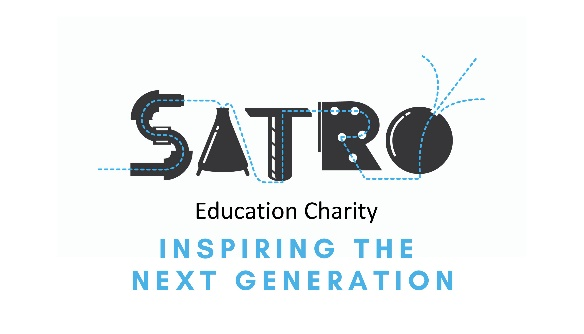 SATRO
Education Charity
INSPIRING THE
NEXT GENERATION